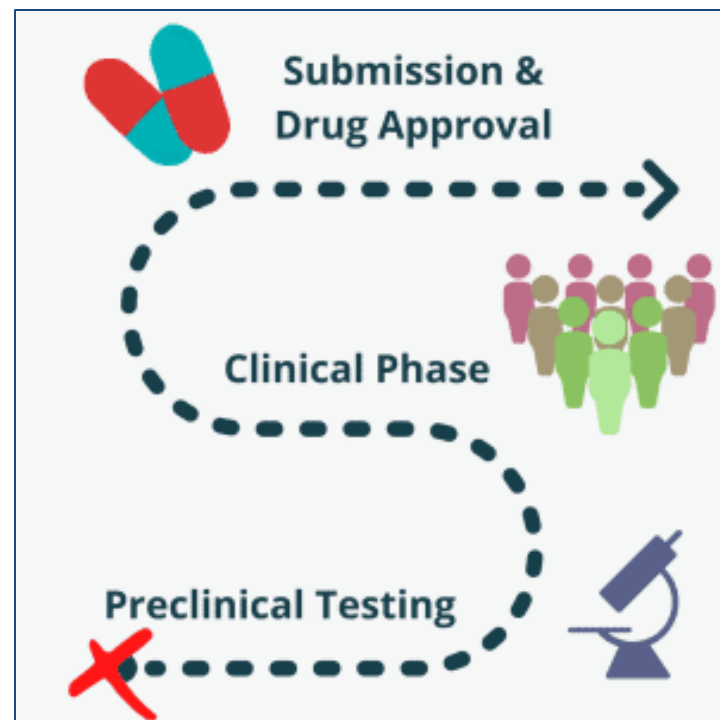 Submission &
Drug Approval
Clinical Phase
Preclinical Testing